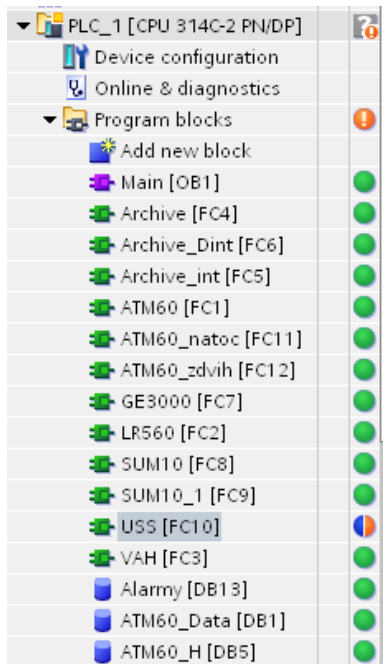 PLC_1 [CPU 314C-2 PN/DP]
Device configuration
Online & diagnostics
Program blocks
Add new block
Main [OB1]
Archive [FC4]
Archive_Dint [FC6]
Archive_int [FC5]
ATM60 [FC1]
ATM60_natoc [FC11]
ATM60_zdvih [FC12]
GE3000 [FC7]
LR560 [FC2]
SUM10 [FC8]
SUM10_1 [FC9]
USS [FC10]
VAH [FC3]
Alarmy [DB13]
ATM60_Data [DB1]
ATM60_H [DB5]